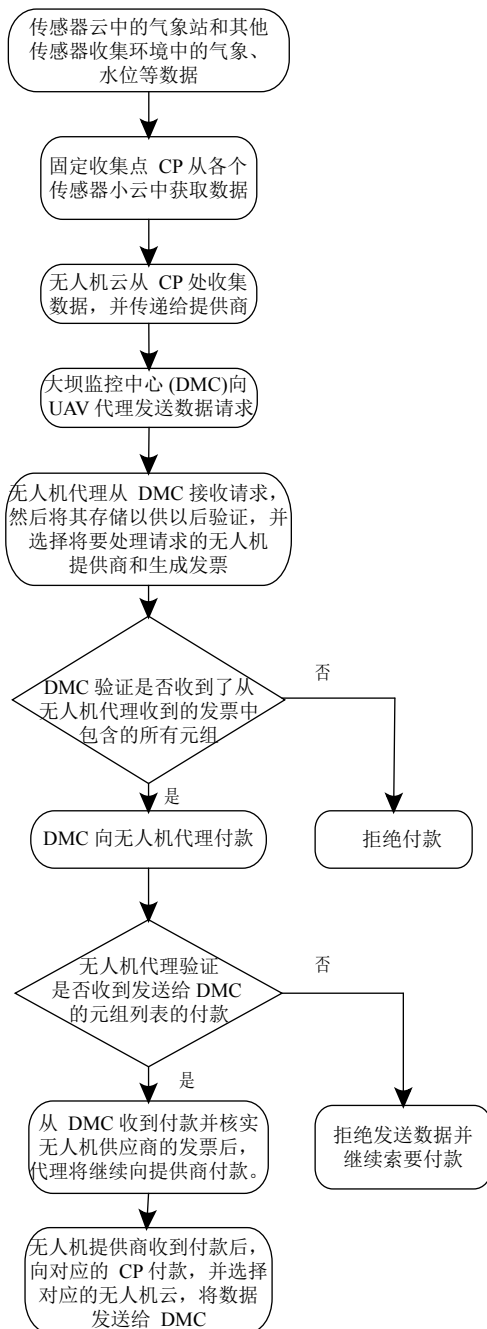 传感器云中的气象站和其他
传感器收集环境中的气象、
水位等数据
固定收集点 CP 从各个
传感器小云中获取数据
无人机云从 CP 处收集
数据，并传递给提供商
大坝监控中心 (DMC)向
UAV 代理发送数据请求
无人机代理从 DMC 接收请求，
然后将其存储以供以后验证，并
选择将要处理请求的无人机
提供商和生成发票
DMC 验证是否收到了从
无人机代理收到的发票中
包含的所有元组
否
是
DMC 向无人机代理付款
拒绝付款
无人机代理验证
是否收到发送给 DMC
的元组列表的付款
否
是
从 DMC 收到付款并核实
无人机供应商的发票后，
代理将继续向提供商付款。
拒绝发送数据并
继续索要付款
无人机提供商收到付款后，
向对应的 CP 付款，并选择
对应的无人机云，将数据
发送给 DMC